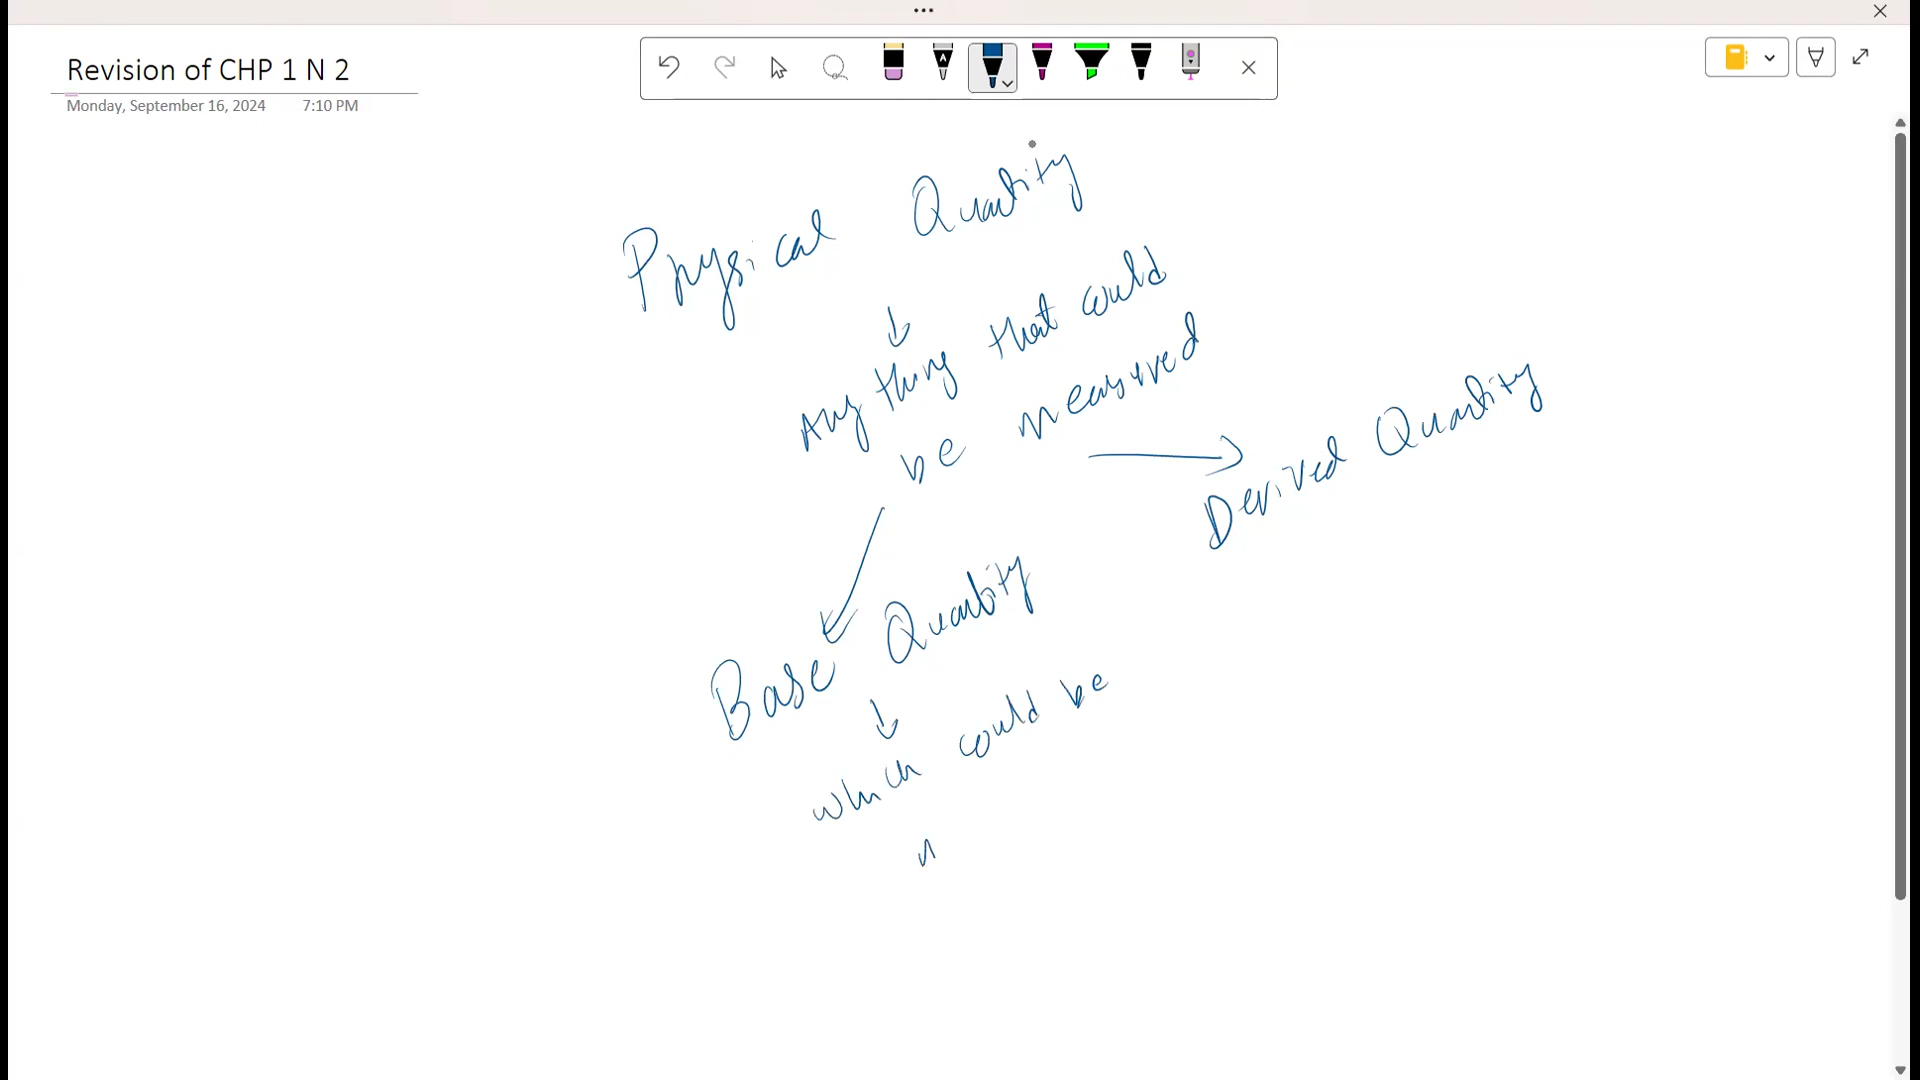 Revision of CHP 1 N 2
Monday, September 16, 2024 7:10 PM
Physical Quantity
Anything that could
be measured
Derived Quantity
Base Quantity
which could be